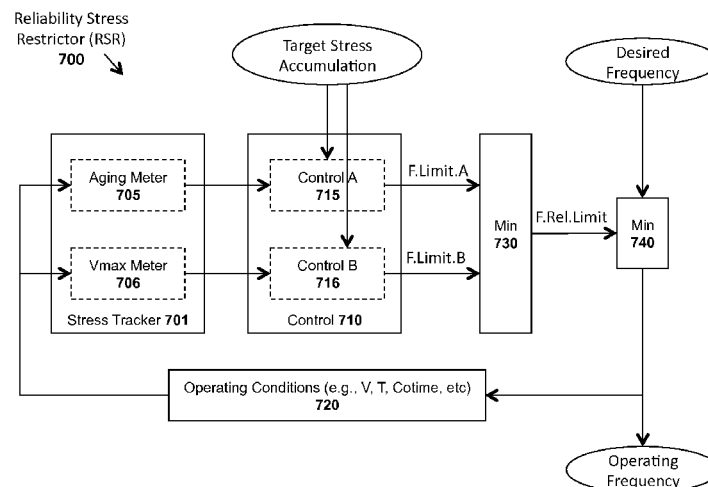 Reliability Stress
Restrictor (RSR)
700
Target Stress
Accumulation
Desired
Frequency
Aging Meter
705
Control A
715
F.Limit.A
Vmax Meter
706
Control B
716
F.Limit.B
Min
730
F.Rel.Limit
Min
740
Stress Tracker 701
Control 710
Operating Conditions (e.g., V, T, Cotime, etc)
720
Operating
Frequency